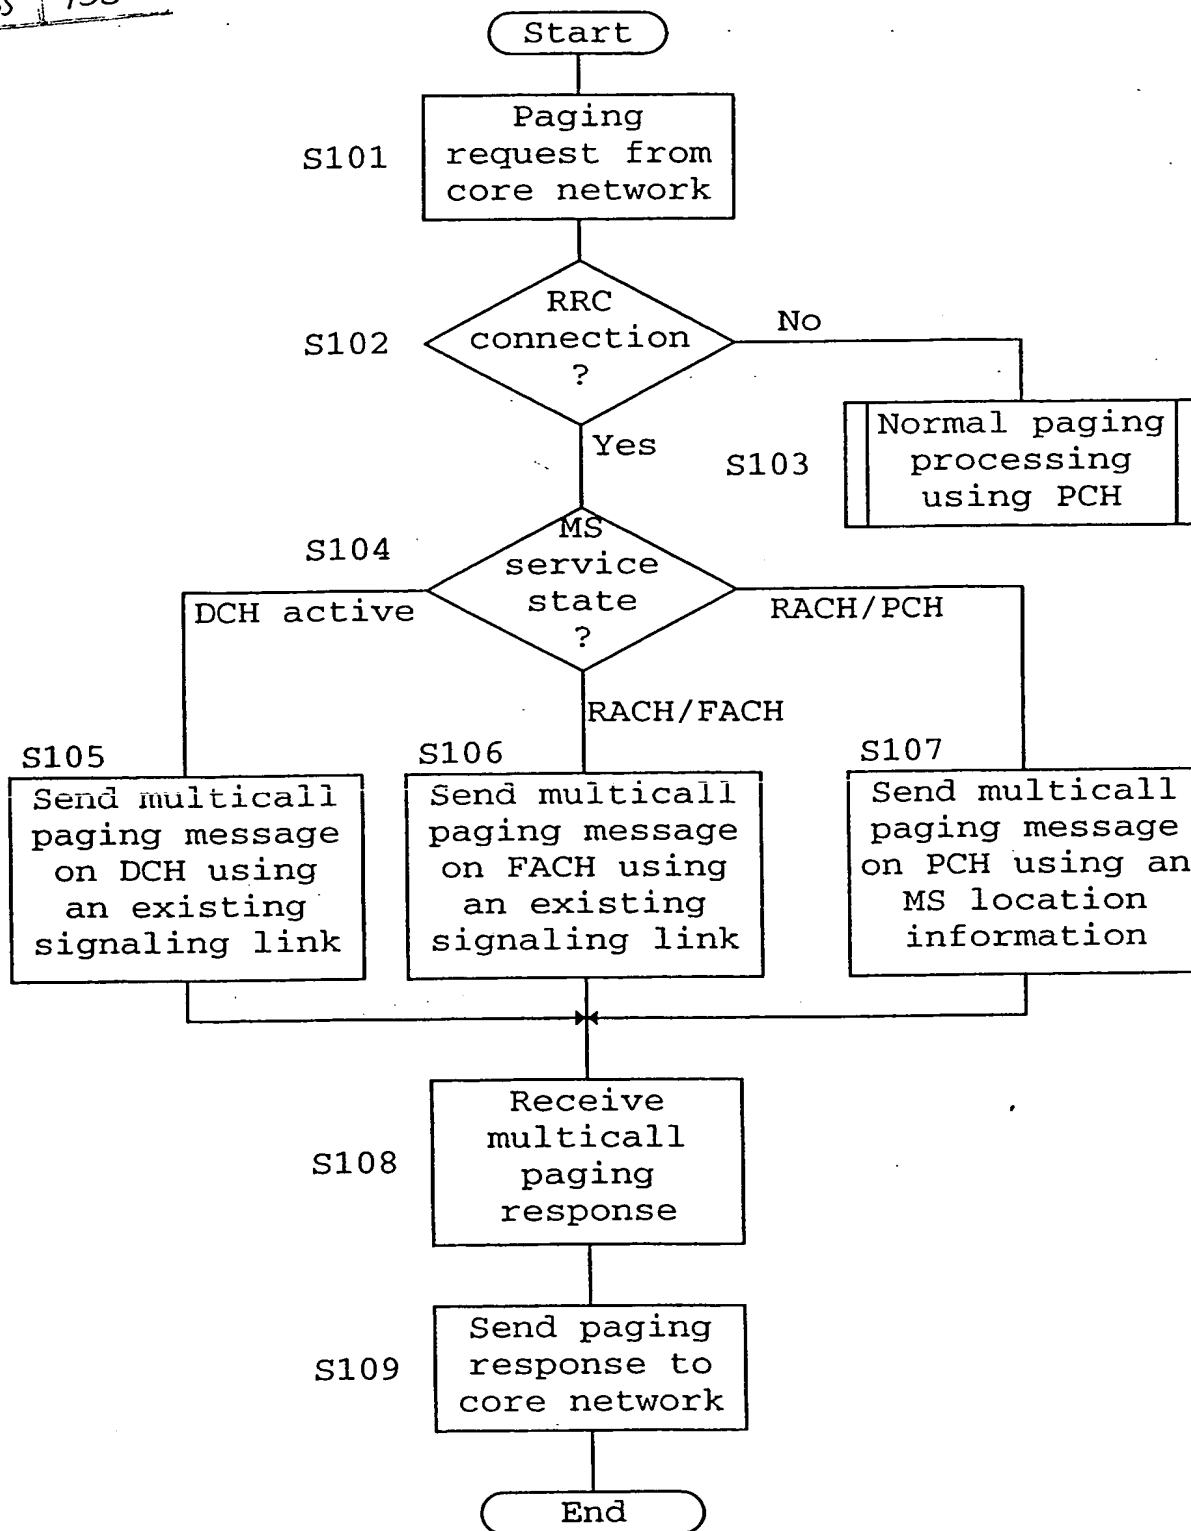 Start
S101
Paging
request from
core network
S102
RRC
connection
?
No
Yes
S103
Normal paging
processing
using PCH
S104
MS
service
state
?
DCH active
RACH/PCH
RACH/FACH
S105
Send multicall
paging message
on DCH using
an existing
signaling link
S106
Send multicall
paging message
on FACH using
an existing
signaling link
S107
Send multicall
paging message
on PCH using an
MS location
information
S108
Receive
multicall
paging
response
S109
Send paging
response to
core network
End